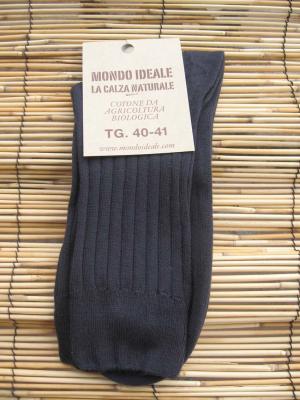 MONDO IDEALE
LA CALZA NATURALE
COTONE DA
AGRICOLTURA
BIOLOGICA
TG. 40-41
www.mondoideale.com